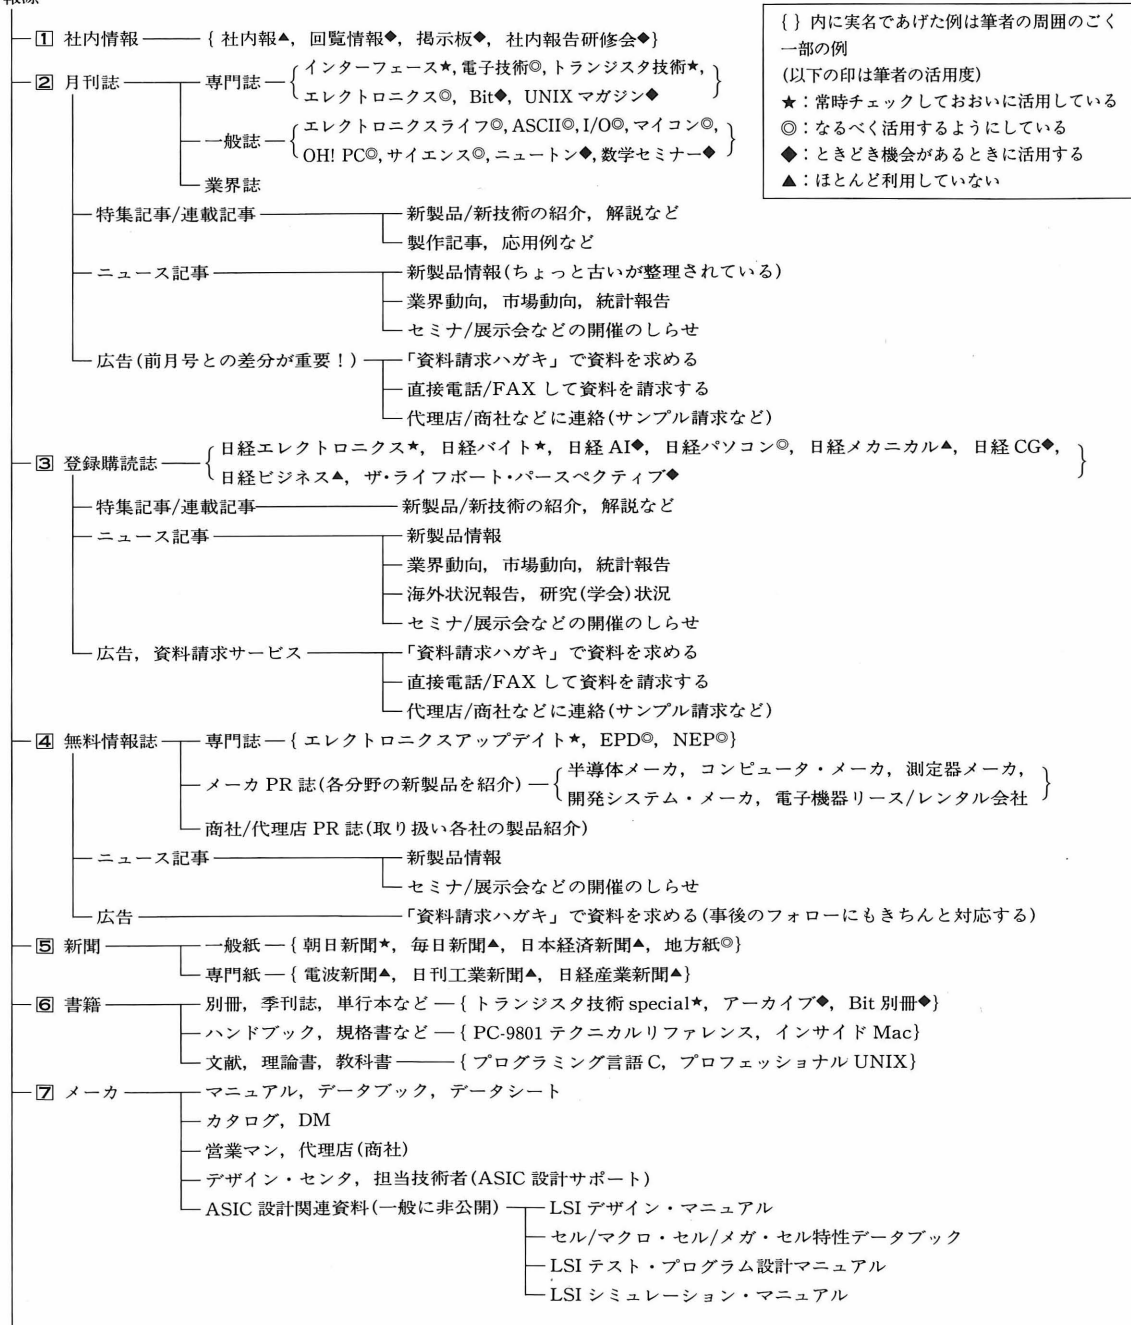 { } 内に実名であげた例は筆者の周囲のごく
一部の例
(以下の印は筆者の活用度)
★：常時チェックしておおいに活用している
◎：なるべく活用するようにしている
◆：ときどき機会があるときに活用する
▲：ほとんど利用していない
1 社内情報 { 社内報▲, 回覧情報◆, 掲示板◆, 社内報告研修会◆}
2 月刊誌 専門誌 インターフェース★, 電子技術◎, トランジスタ技術★,
エレクトロニクス◎, Bit◆, UNIX マガジン◆
一般誌 エレクトロニクスライフ◎, ASCII◎, I/O◎, マイコン◎,
OH! PC◎, サイエンス◎, ニュートン◆, 数学セミナー◆
業界誌
特集記事/連載記事 新製品/新技術の紹介, 解説など
製作記事, 応用例など
ニュース記事 新製品情報(ちょっと古いが整理されている)
業界動向, 市場動向, 統計報告
セミナ/展示会などの開催のしらせ
広告(前月号との差分が重要！) 「資料請求ハガキ」で資料を求める
直接電話/FAX して資料を請求する
代理店/商社などに連絡(サンプル請求など)
3 登録購読誌 日経エレクトロニクス★, 日経バイト★, 日経 AI◆, 日経パソコン◎, 日経メカニカル▲, 日経 CG◆,
日経ビジネス▲, ザ・ライフボート・パースペクティブ◆
特集記事/連載記事 新製品/新技術の紹介, 解説など
ニュース記事 新製品情報
業界動向, 市場動向, 統計報告
海外状況報告, 研究(学会)状況
セミナ/展示会などの開催のしらせ
広告, 資料請求サービス 「資料請求ハガキ」で資料を求める
直接電話/FAX して資料を請求する
代理店/商社などに連絡(サンプル請求など)
4 無料情報誌 専門誌 { エレクトロニクスアップデイト★, EPD◎, NEP◎}
メーカ PR 誌(各分野の新製品を紹介) 半導体メーカ, コンピュータ・メーカ, 測定器メーカ,
開発システム・メーカ, 電子機器リース/レンタル会社
商社/代理店 PR 誌(取り扱い各社の製品紹介)
ニュース記事 新製品情報
セミナ/展示会などの開催のしらせ
広告 「資料請求ハガキ」で資料を求める(事後のフォローにもきちんと対応する)
5 新聞 一般紙 { 朝日新聞★, 毎日新聞▲, 日本経済新聞▲, 地方紙◎}
専門紙 { 電波新聞▲, 日刊工業新聞▲, 日経産業新聞▲}
6 書籍 別冊, 季刊誌, 単行本など { トランジスタ技術 special★, アーカイブ◆, Bit 別冊◆}
ハンドブック, 規格書など { PC-9801 テクニカルリファレンス, インサイド Mac}
文献, 理論書, 教科書 { プログラミング言語 C, プロフェッショナル UNIX}
7 メーカ マニュアル, データブック, データシート
カタログ, DM
営業マン, 代理店(商社)
デザイン・センタ, 担当技術者(ASIC 設計サポート)
ASIC 設計関連資料(一般に非公開) LSI デザイン・マニュアル
セル/マクロ・セル/メガ・セル特性データブック
LSI テスト・プログラム設計マニュアル
LSI シミュレーション・マニュアル